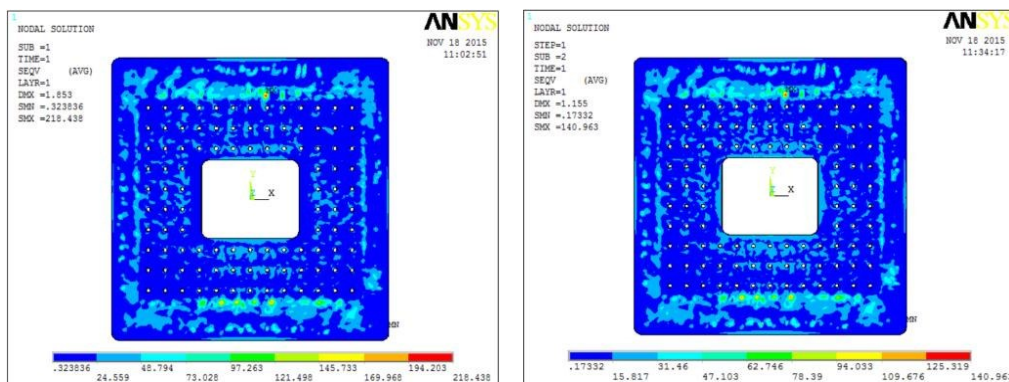 1
NODAL SOLUTION
SUB =1
TIME=1
SEQV (AVG)
LAYR=1
DMX =1.853
SMN =.323836
SMX =218.438
ANSYS
NOV 18 2015
11:02:51
Y
Z X
MN
.323836 48.794 97.263 145.733 194.203
24.559 73.028 121.498 169.968 218.438
1
NODAL SOLUTION
STEP=1
SUB =2
TIME=1
SEQV (AVG)
LAYR=1
DMX =1.155
SMN =.17332
SMX =140.963
ANSYS
NOV 18 2015
11:34:17
Y
Z X
MN
.17332 31.46 62.746 94.033 125.319
15.817 47.103 78.39 109.676 140.963